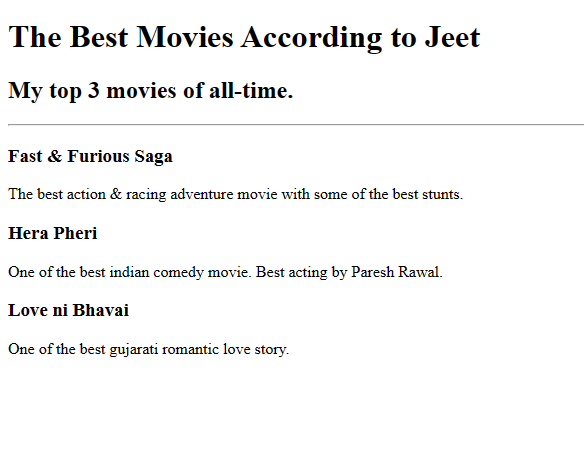 The Best Movies According to Jeet
My top 3 movies of all-time.
Fast & Furious Saga
The best action & racing adventure movie with some of the best stunts.
Hera Pheri
One of the best indian comedy movie. Best acting by Paresh Rawal.
Love ni Bhavai
One of the best gujarati romantic love story.